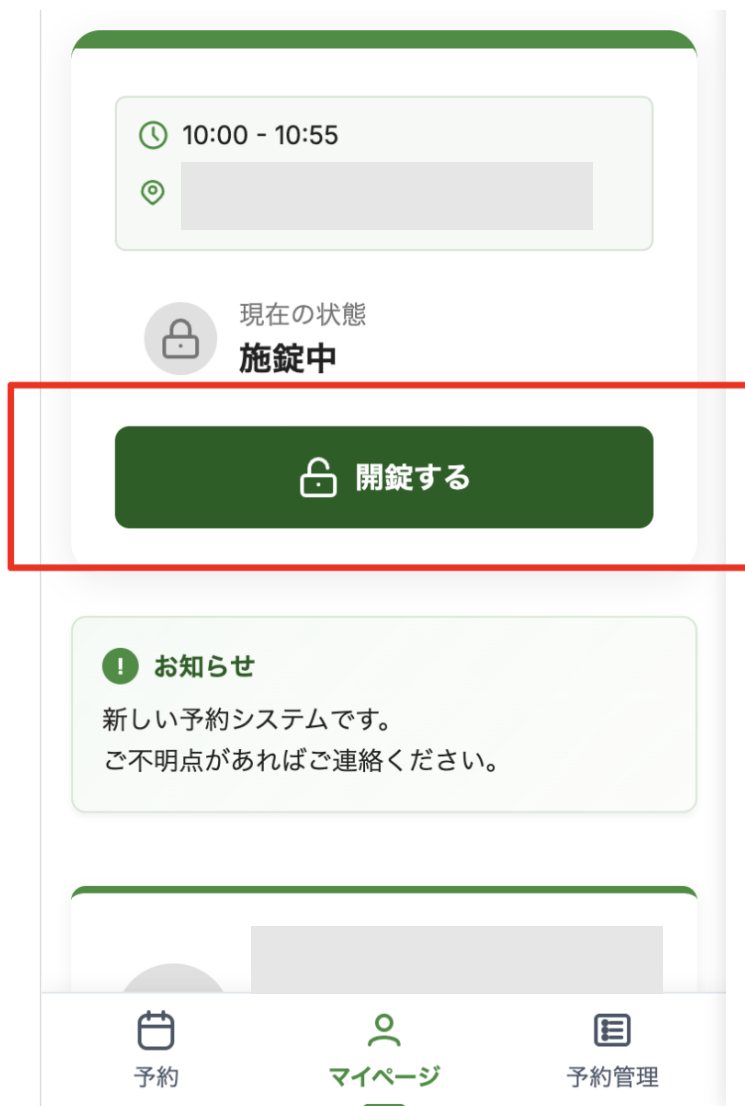 10:00 - 10:55
現在の状態
施錠中
開錠する
お知らせ
新しい予約システムです。
ご不明点があればご連絡ください。
予約
マイページ
予約管理